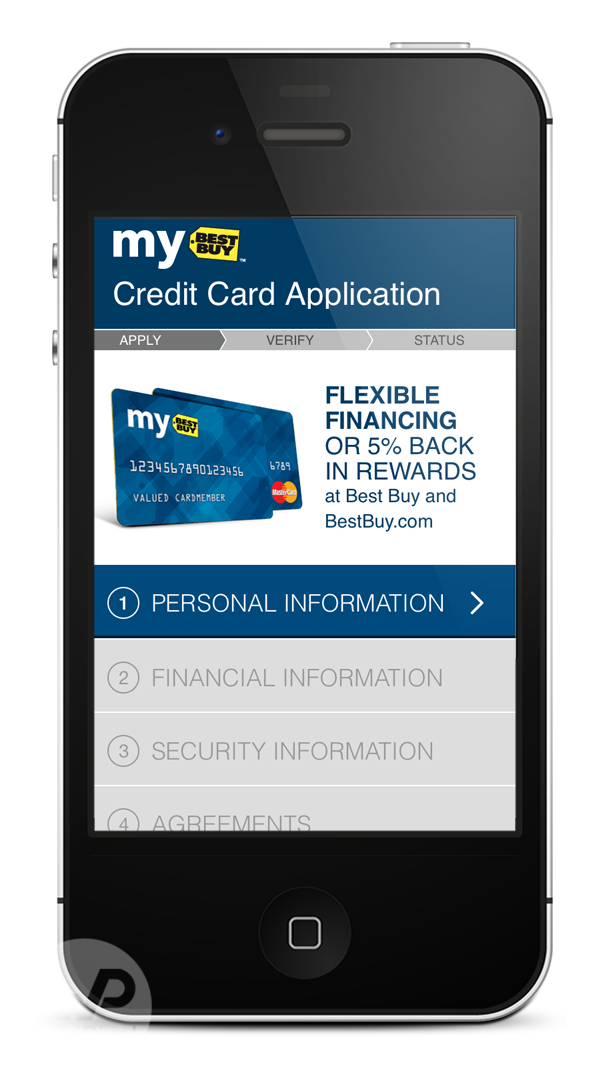 my BEST BUY ™
Credit Card Application
APPLY VERIFY STATUS
my BEST BUY
1234567890123456 6789
VALUED CARDMEMBER MasterCard
FLEXIBLE
FINANCING
OR 5% BACK
IN REWARDS
at Best Buy and
BestBuy.com
1 PERSONAL INFORMATION
2 FINANCIAL INFORMATION
3 SECURITY INFORMATION
4 AGREEMENTS
P